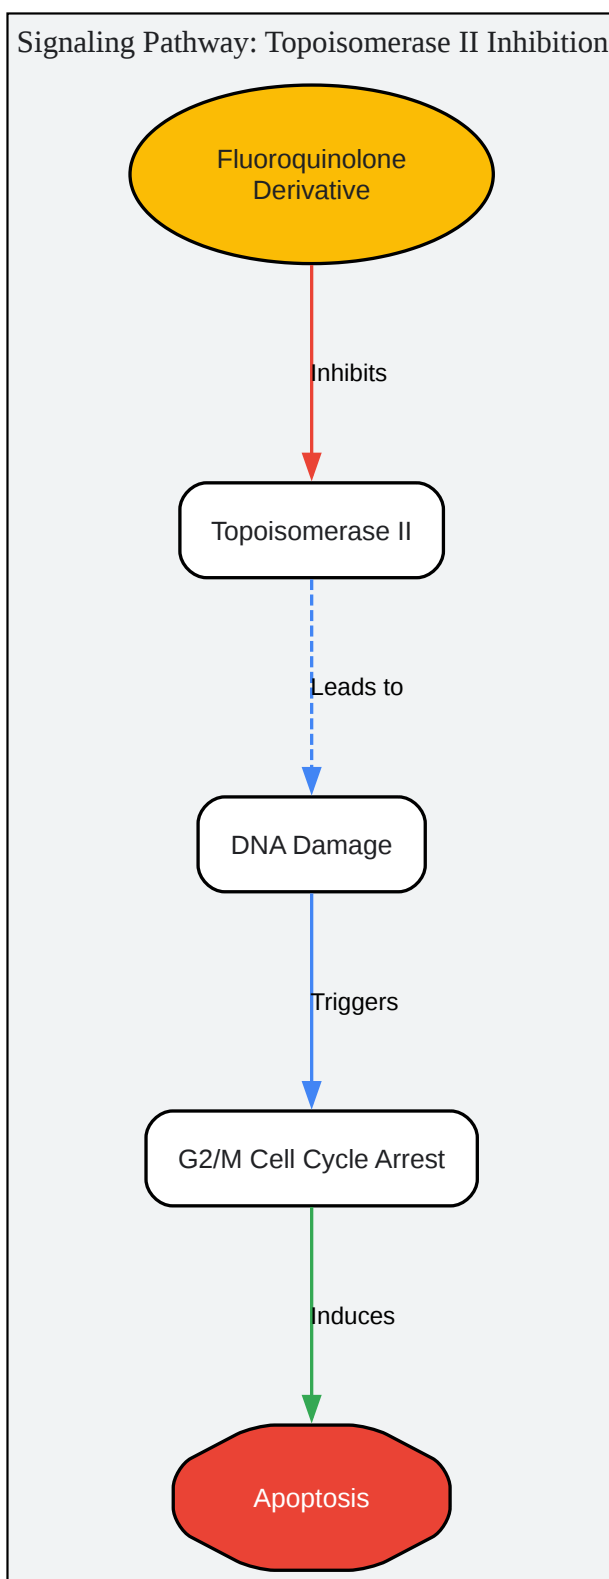 Signaling Pathway: Topoisomerase II Inhibition
Fluoroquinolone
Derivative
Inhibits
Topoisomerase II
Leads to
DNA Damage
Triggers
G2/M Cell Cycle Arrest
Induces
Apoptosis